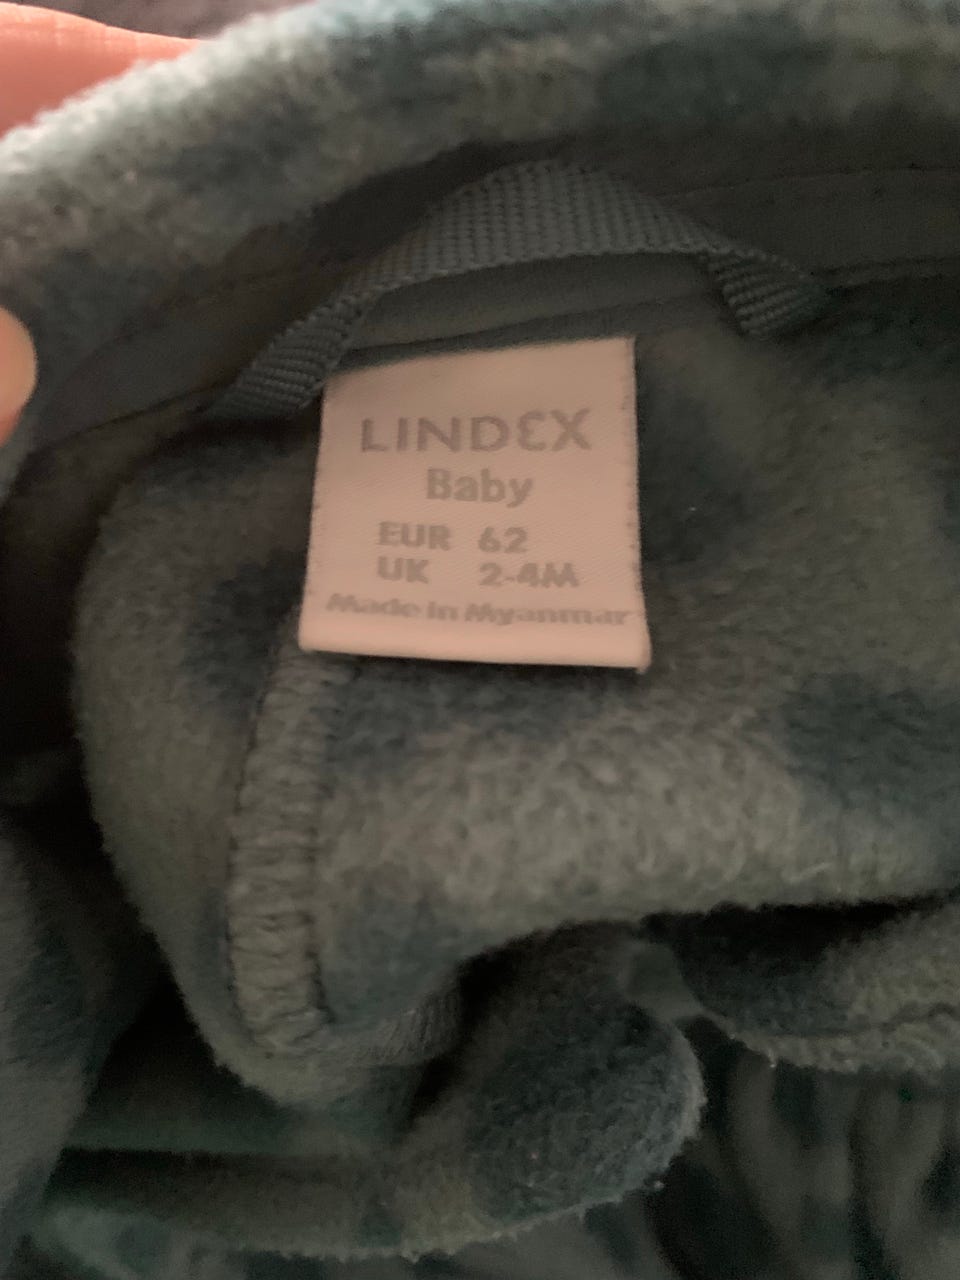 LINDEX
Baby
EUR 62
UK 2-4M
Made in Myanmar